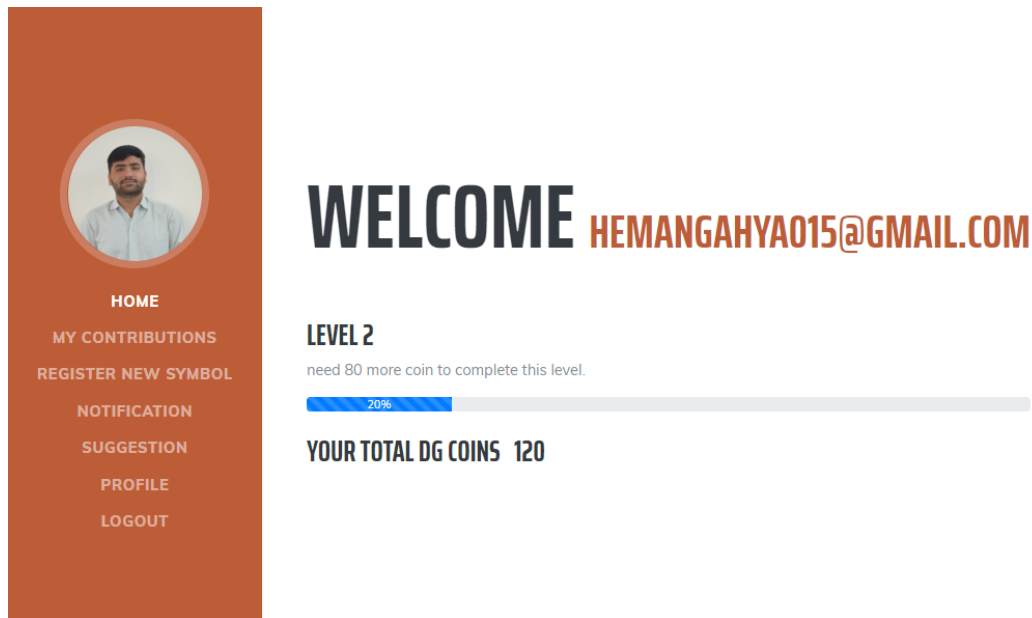 HOME
MY CONTRIBUTIONS
REGISTER NEW SYMBOL
NOTIFICATION
SUGGESTION
PROFILE
LOGOUT
WELCOME HEMANGAHYA015@GMAIL.COM
LEVEL 2
need 80 more coin to complete this level.
20%
YOUR TOTAL DG COINS 120